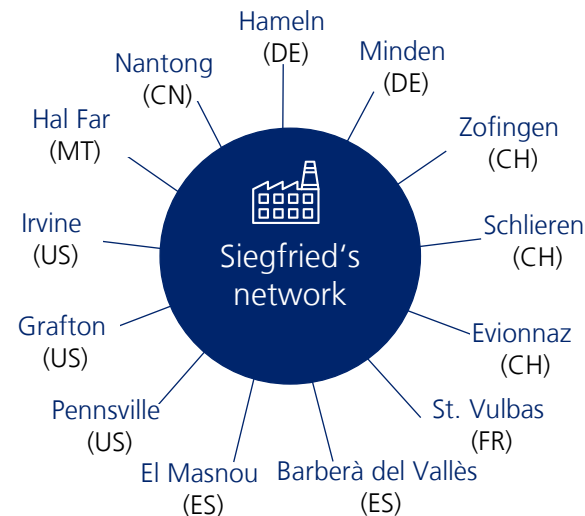 Hameln
(DE)
Minden
(DE)
Zofingen
(CH)
Schlieren
(CH)
Evionnaz
(CH)
St. Vulbas
(FR)
Barberà del Vallès
(ES)
El Masnou
(ES)
Pennsville
(US)
Grafton
(US)
Irvine
(US)
Hal Far
(MT)
Nantong
(CN)
Siegfried‘s
network